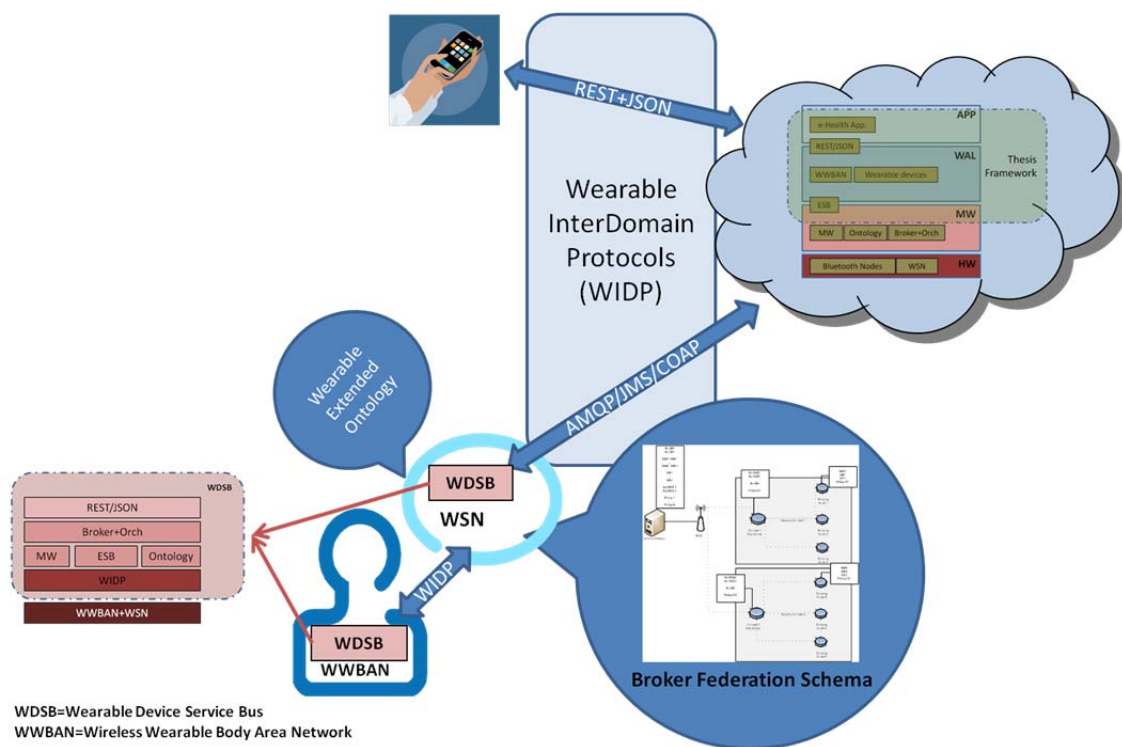 REST+JSON
APP
e-Health App.
REST/JSON
WAL
Thesis
Framework
WWBAN
Wearable devices
ESB
MW
MW
Ontology
Broker+Orch
Bluetooth Nodes
WSN
HW
Wearable
InterDomain
Protocols
(WIDP)
AMQP/JMS/COAP
Wearable
Extended
Ontology
WDSB
WSN
WIDP
WDSB
WWBAN
WDSB
REST/JSON
Broker+Orch
MW
ESB
Ontology
WIDP
WWBAN+WSN
Broker Federation Schema
WDSB=Wearable Device Service Bus
WWBAN=Wireless Wearable Body Area Network